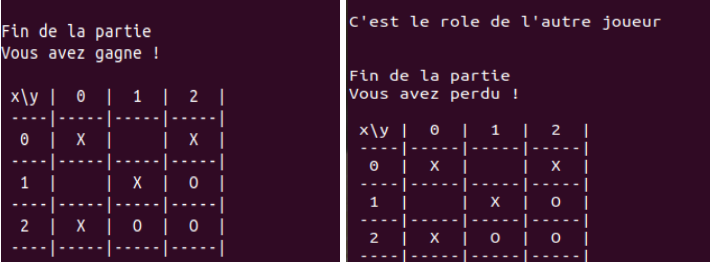 Fin de la partie
Vous avez gagne !
x\y | 0 | 1 | 2 |
----|-----|-----|-----|
0 | X | | X |
----|-----|-----|-----|
1 | | X | O |
----|-----|-----|-----|
2 | X | O | O |
----|-----|-----|-----|
C'est le role de l'autre joueur
Fin de la partie
Vous avez perdu !
x\y | 0 | 1 | 2 |
----|-----|-----|-----|
0 | X | | X |
----|-----|-----|-----|
1 | | X | O |
----|-----|-----|-----|
2 | X | O | O |
----|-----|-----|-----|